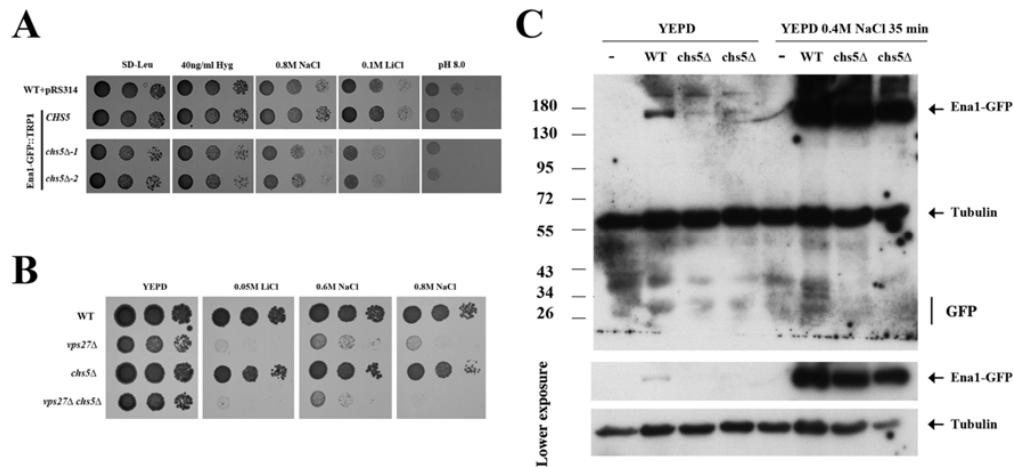 A
SD-Leu 40ng/ml Hyg 0.8M NaCl 0.1M LiCl pH 8.0
WT+pRS314
CHS5
chs5Δ-1
chs5Δ-2
Ena1-GFP::TRP1
B
YEPD 0.05M LiCl 0.6M NaCl 0.8M NaCl
WT
vps27Δ
chs5Δ
vps27Δ chs5Δ
C
YEPD YEPD 0.4M NaCl 35 min
- WT chs5Δ chs5Δ - WT chs5Δ chs5Δ
180
130
95
72
55
43
34
26
Ena1-GFP
Tubulin
GFP
Lower exposure
Ena1-GFP
Tubulin